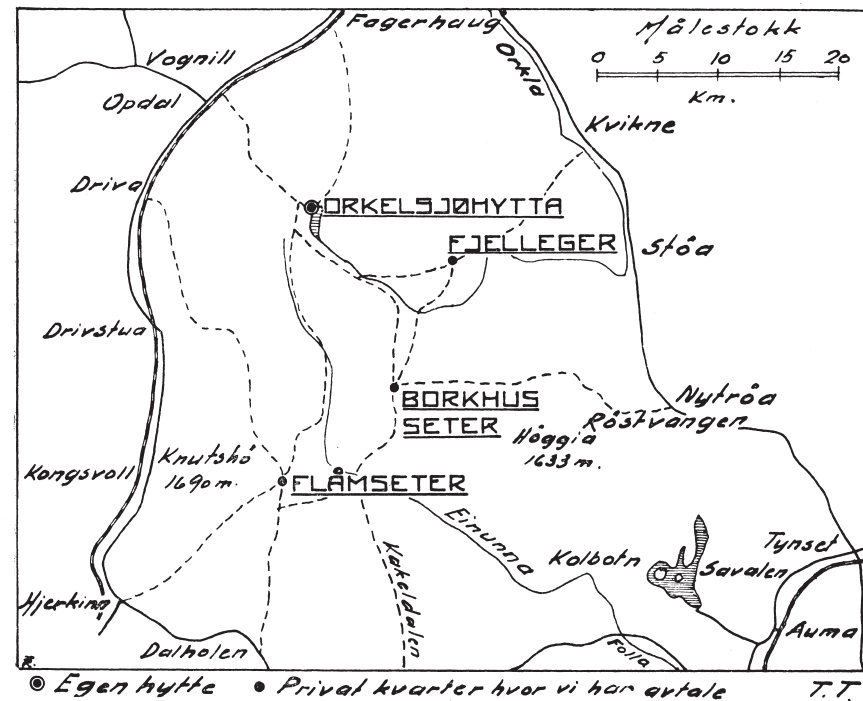 Fagerhaug
Målestokk
0 5 10 15 20
Km.
Vognill
Orkla
Opdal
Kvikne
Driva
ORKELSJØHYTTA
FJELLEGER
Støa
Drivstua
Nytrøa
BORKHUS
SETER
Røstvangen
Høggia
1633 m.
Knutshø
1690 m.
Kongsvoll
FLÅMSETER
Einunna
Kolbotn
Savalen
Tynset
Kakeldalen
Hjerkinn
Auma
Dalholen
Folla
R.
Egen hytte
Privat kvarter hvor vi har avtale
T.T.